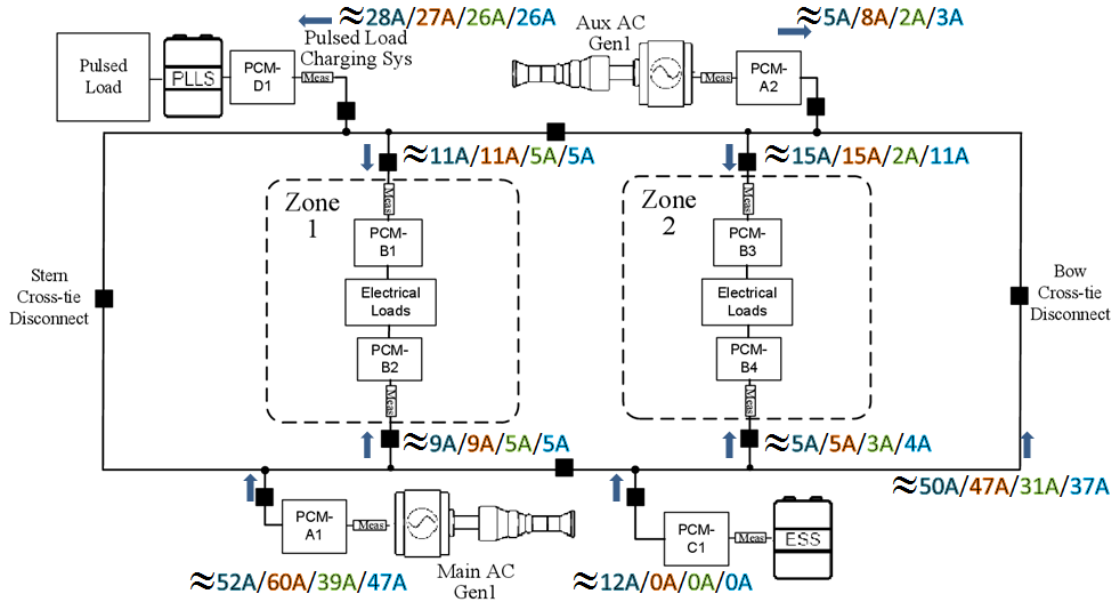 ≈28A/27A/26A/26A
≈5A/8A/2A/3A
Pulsed Load
Charging Sys
Aux AC
Gen1
Pulsed
Load
PLLS
PCM-
D1
Meas
Meas
PCM-
A2
≈11A/11A/5A/5A
≈15A/15A/2A/11A
Zone
1
Meas
PCM-
B1
Electrical
Loads
PCM-
B2
Meas
Zone
2
Meas
PCM-
B3
Electrical
Loads
PCM-
B4
Meas
Stern
Cross-tie
Disconnect
Bow
Cross-tie
Disconnect
≈9A/9A/5A/5A
≈5A/5A/3A/4A
≈50A/47A/31A/37A
PCM-
A1
Meas
Main AC
Gen1
PCM-
C1
Meas
ESS
≈52A/60A/39A/47A
≈12A/0A/0A/0A